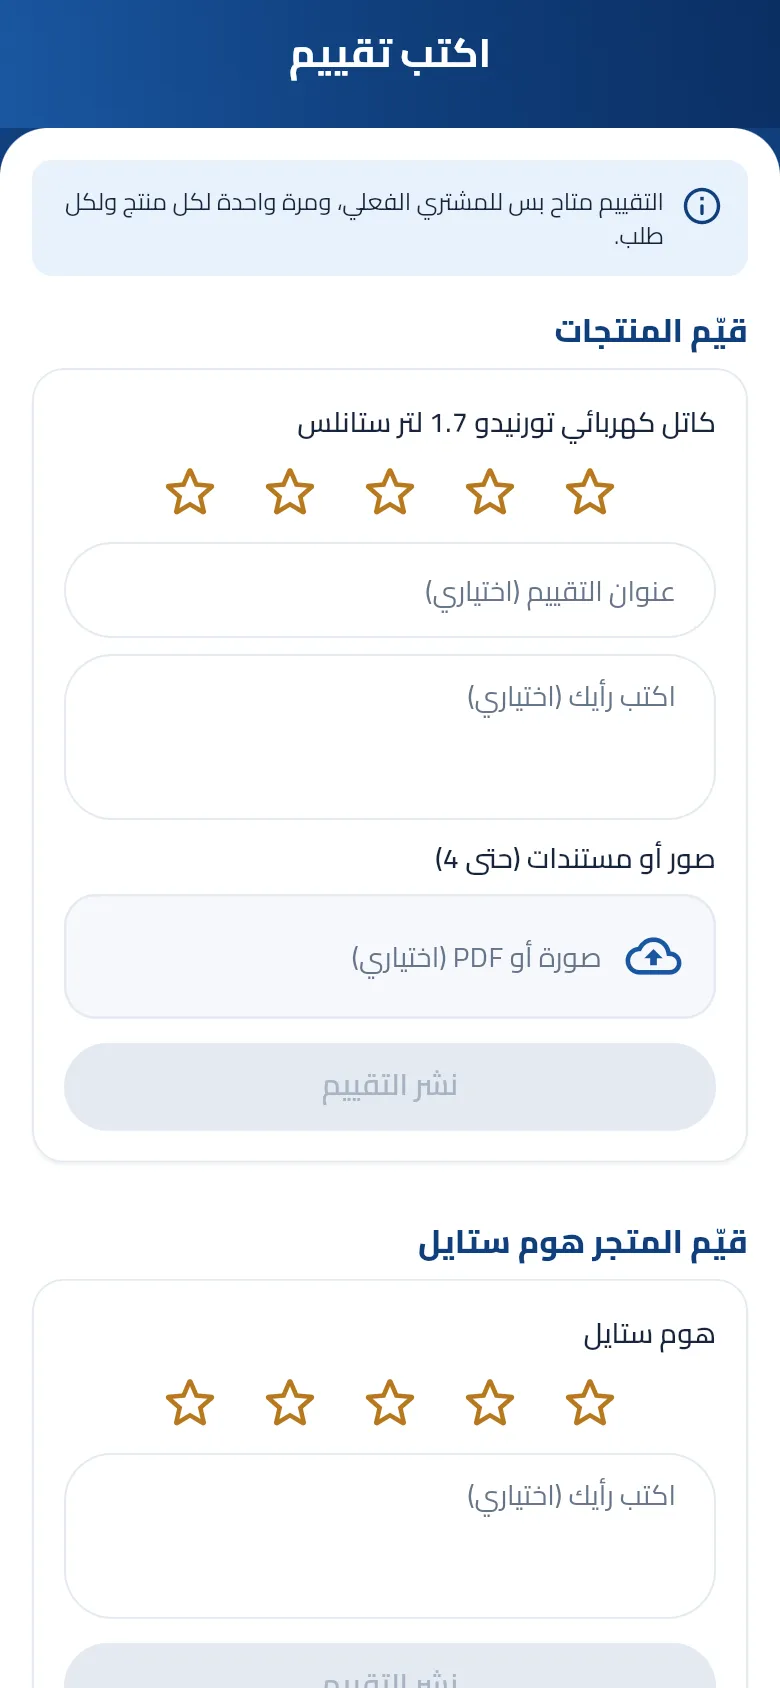 اكتب تقييم
التقييم متاح بس للمشتري الفعلي، ومرة واحدة لكل منتج ولكل
طلب.
قيّم المنتجات
كاتل كهربائي تورنيدو 1.7 لتر ستانلس
عنوان التقييم (اختياري)
اكتب رأيك (اختياري)
صور أو مستندات (حتى 4)
صورة أو PDF (اختياري)
نشر التقييم
قيّم المتجر هوم ستايل
هوم ستايل
اكتب رأيك (اختياري)
نشر التقييم